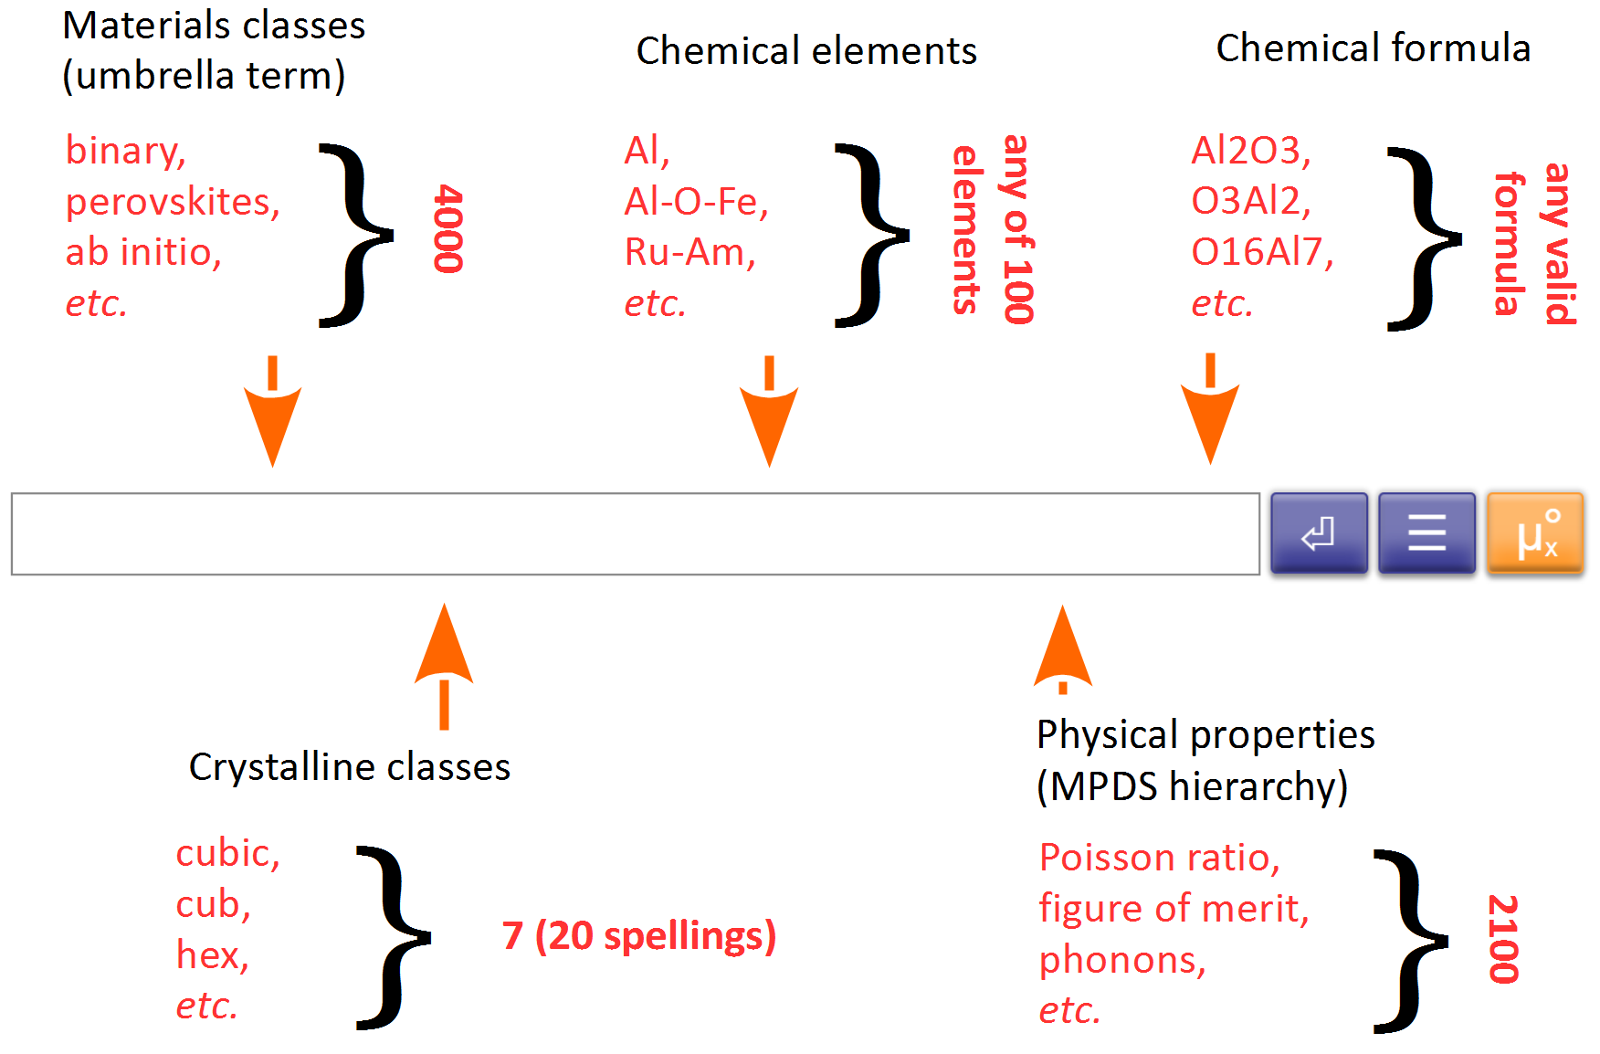 Materials classes
(umbrella term)
binary,
perovskites,
ab initio,
etc.
4000
Chemical elements
Al,
Al-O-Fe,
Ru-Am,
etc.
any of 100
elements
Chemical formula
Al2O3,
O3Al2,
O16Al7,
etc.
any valid
formula
μ°x
Crystalline classes
cubic,
cub,
hex,
etc.
7 (20 spellings)
Physical properties
(MPDS hierarchy)
Poisson ratio,
figure of merit,
phonons,
etc.
2100